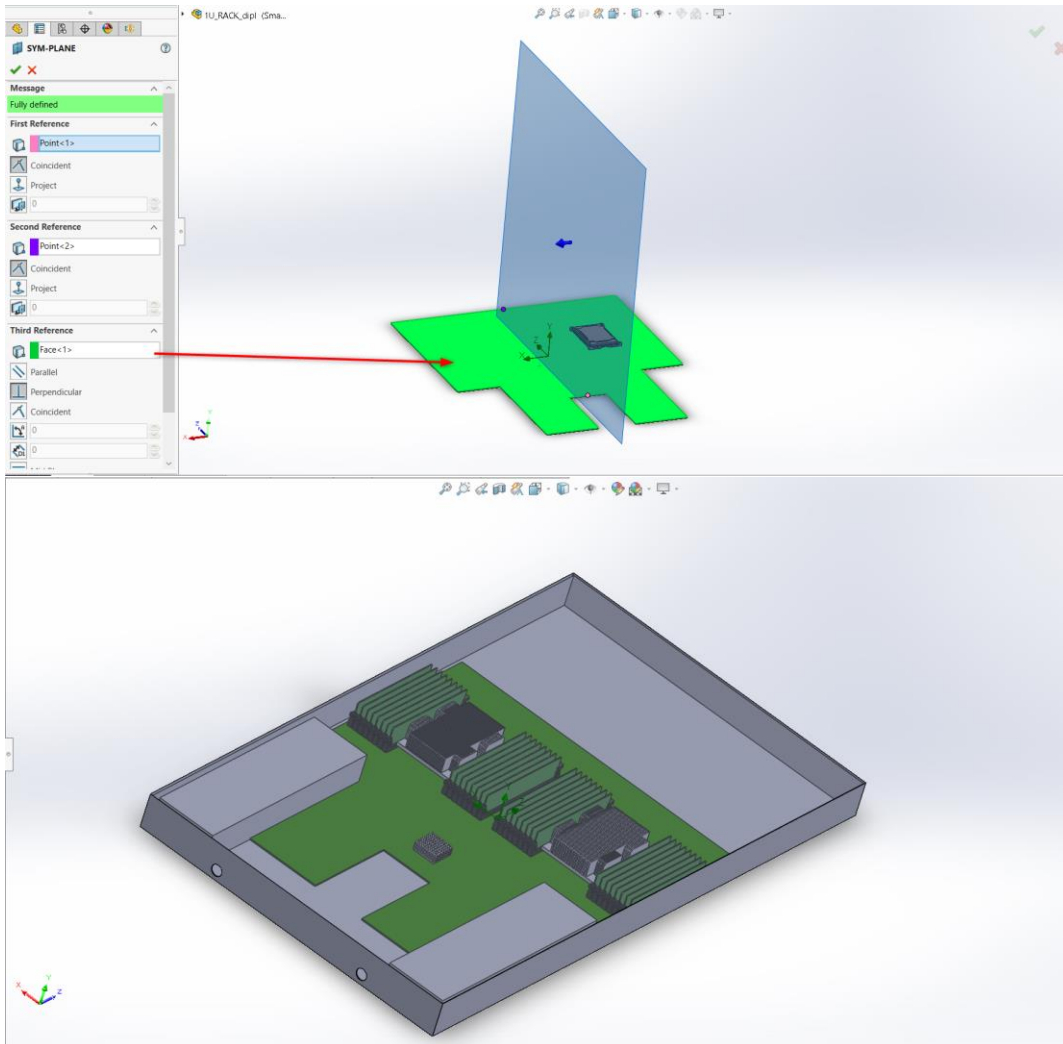 1U_RACK_dipl (Sma...
SYM-PLANE
Message
Fully defined
First Reference
Point<1>
Coincident
Project
0
Second Reference
Point<2>
Coincident
Project
0
Third Reference
Face<1>
Parallel
Perpendicular
Coincident
0
0
Y
Z
X
Y
Z
X
X
Y
Z